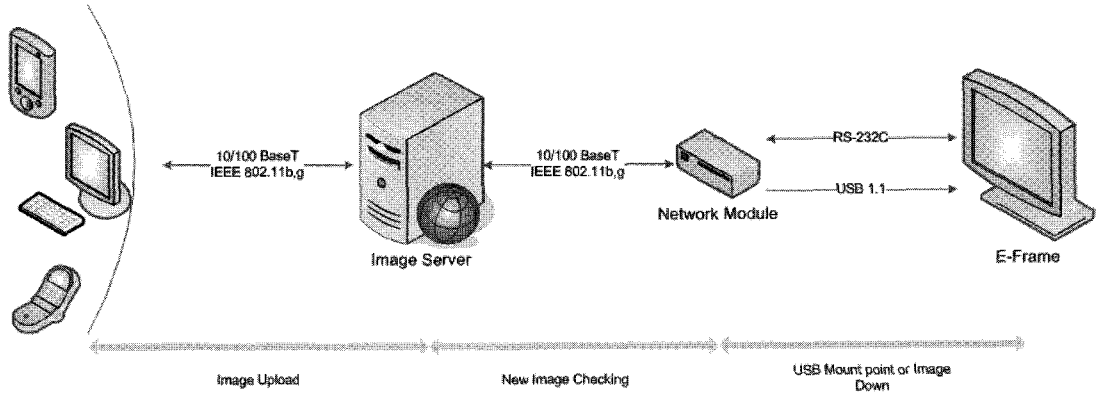 10/100 BaseT
IEEE 802.11b,g
10/100 BaseT
IEEE 802.11b,g
RS-232C
USB 1.1
Image Server
Network Module
E-Frame
Image Upload
New Image Checking
USB Mount point or Image
Down